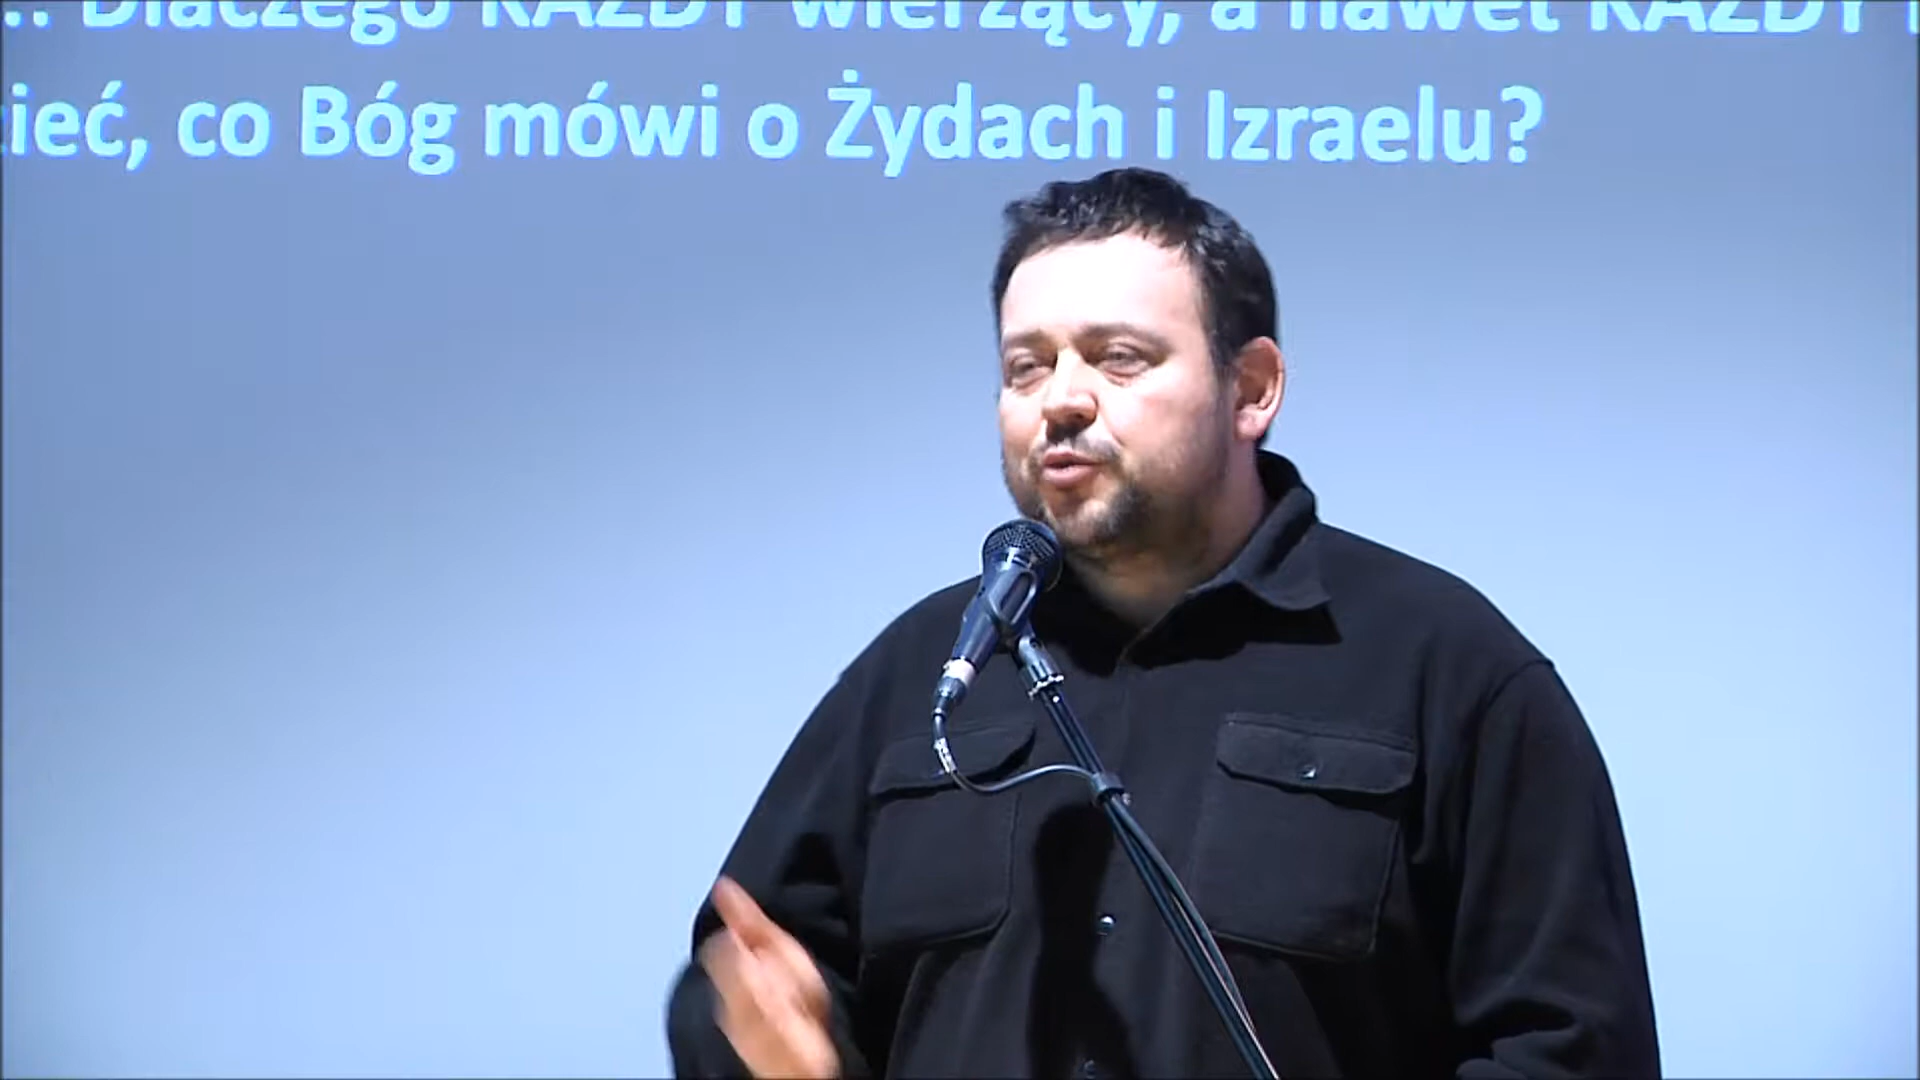 .. Dlaczego KAŻDY wierzący, a nawet KAŻDY
co Bóg mówi o Żydach i Izraelu?